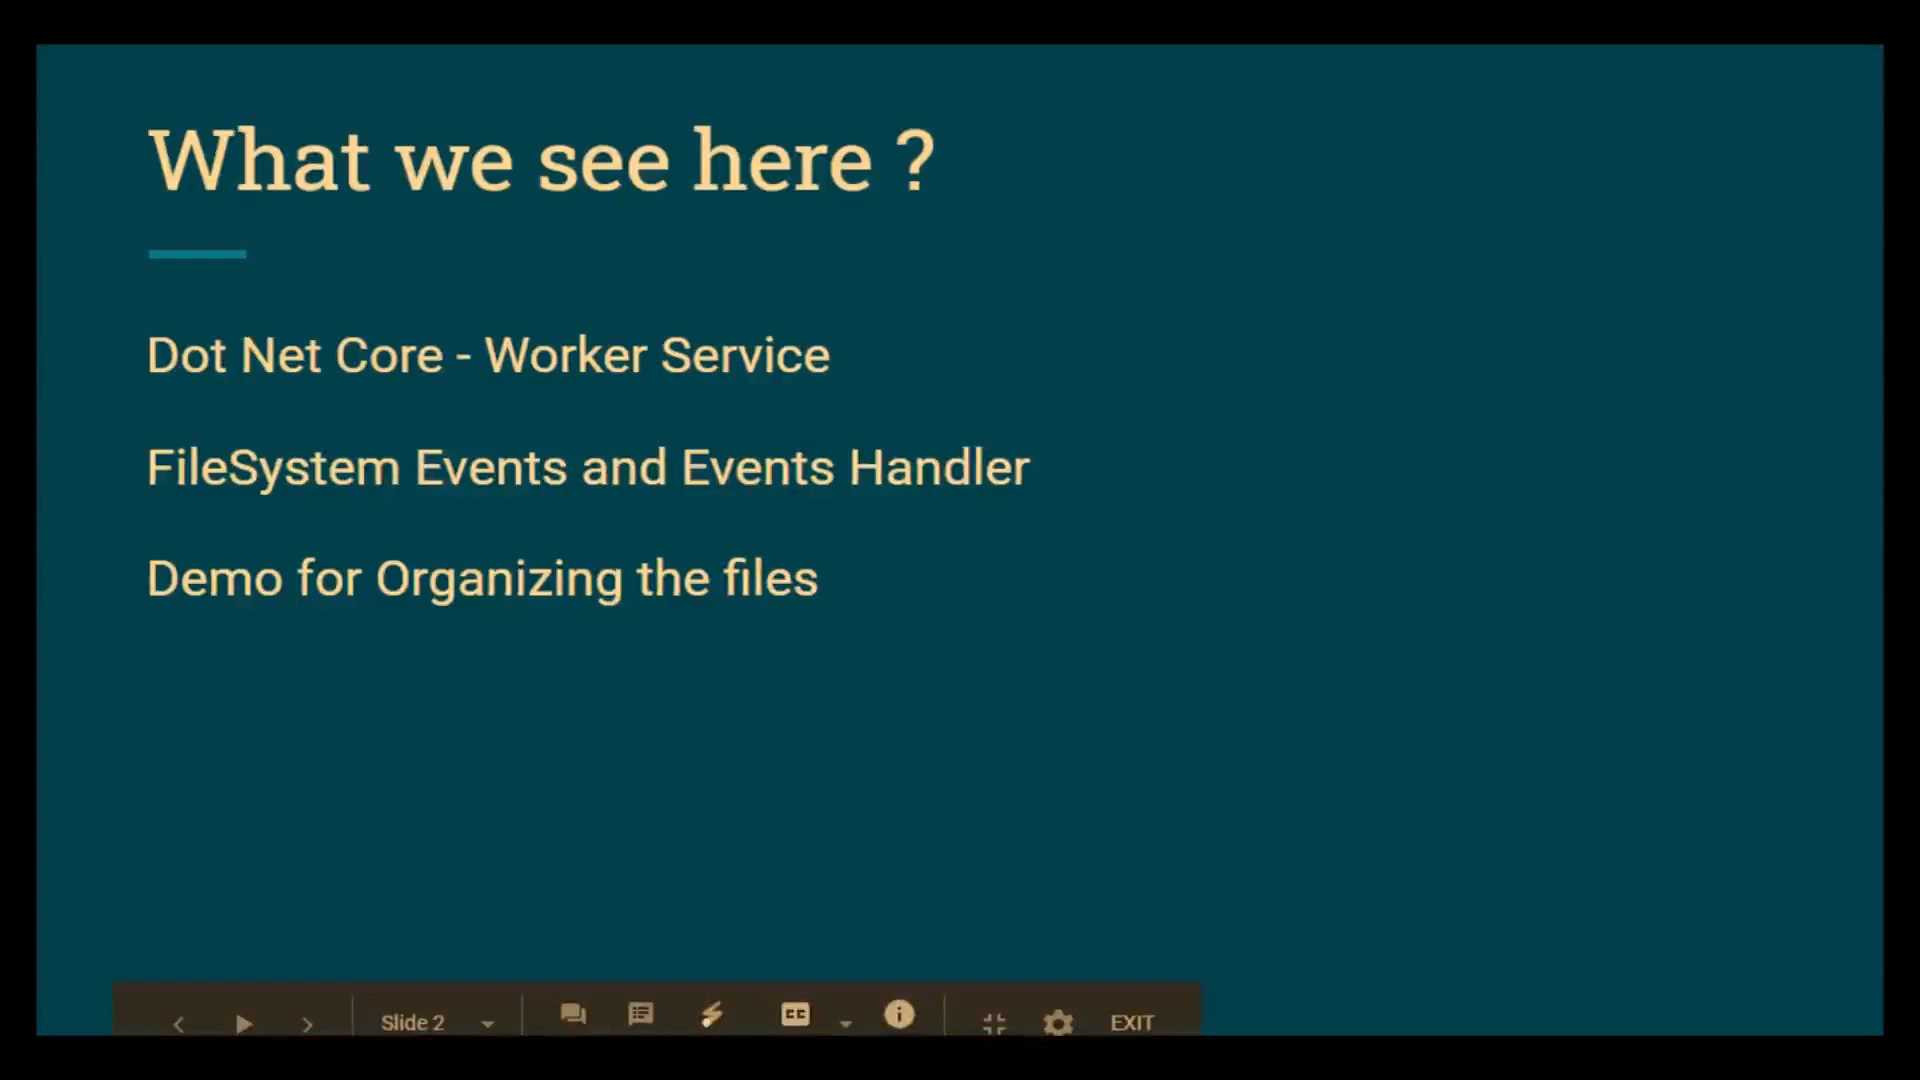 What we see here ?
Dot Net Core - Worker Service
FileSystem Events and Events Handler
Demo for Organizing the files
Slide 2
CC
EXIT